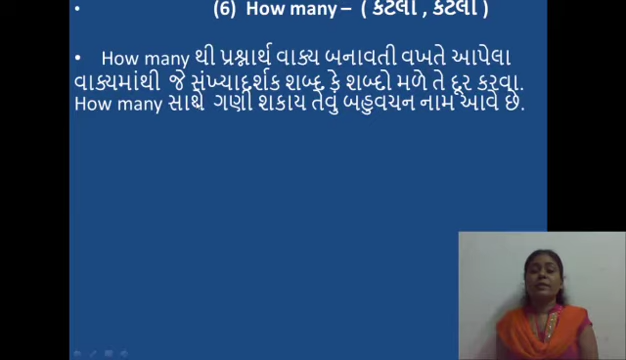 (6) How many – ( કેટલા , કેટલી )
• How many થી પ્રશ્નાર્થ વાક્ય બનાવતી વખતે આપેલા
વાક્યમાંથી જે સંખ્યાદર્શક શબ્દ કે શબ્દો મળે તે દૂર કરવા.
How many સાથે ગણી શકાય તેવુ બહુવચન નામ આવે છે.